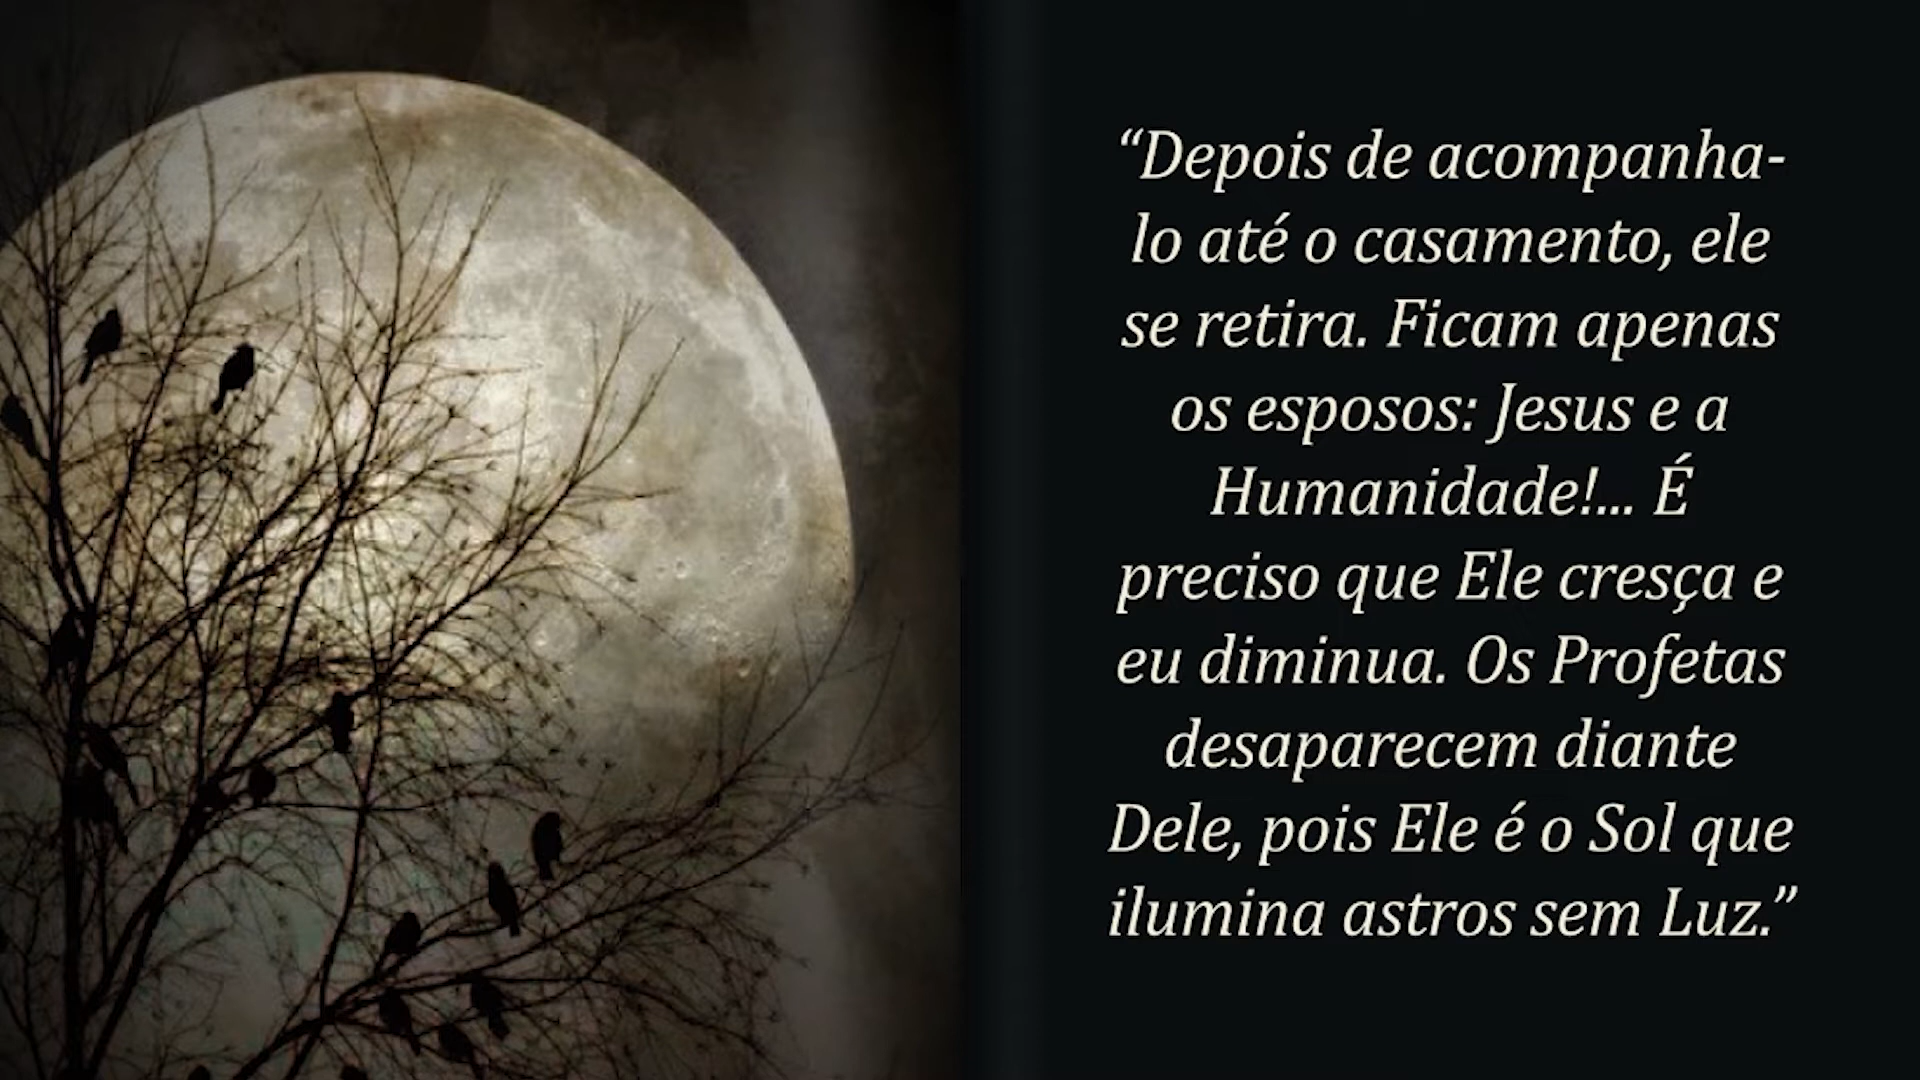 “Depois de acompanha-
lo até o casamento, ele
se retira. Ficam apenas
os esposos: Jesus e a
Humanidade!... É
preciso que Ele cresça e
eu diminua. Os Profetas
desaparecem diante
Dele, pois Ele é o Sol que
ilumina astros sem Luz.”